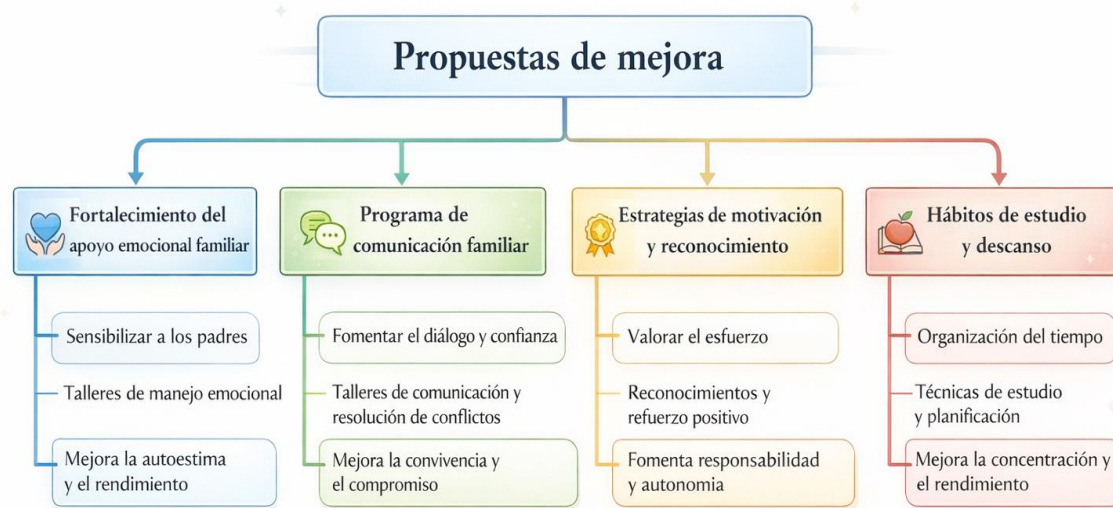 Propuestas de mejora
Fortalecimiento del
apoyo emocional familiar
Sensibilizar a los padres
Talleres de manejo emocional
Mejora la autoestima
y el rendimiento
Programa de
comunicación familiar
Fomentar el diálogo y confianza
Talleres de comunicación y
resolución de conflictos
Mejora la convivencia y
el compromiso
Estrategias de motivación
y reconocimiento
Valorar el esfuerzo
Reconocimientos y
refuerzo positivo
Fomenta responsabilidad
y autonomia
Hábitos de estudio
y descanso
Organización del tiempo
Técnicas de estudio
y planificación
Mejora la concentración y
el rendimiento